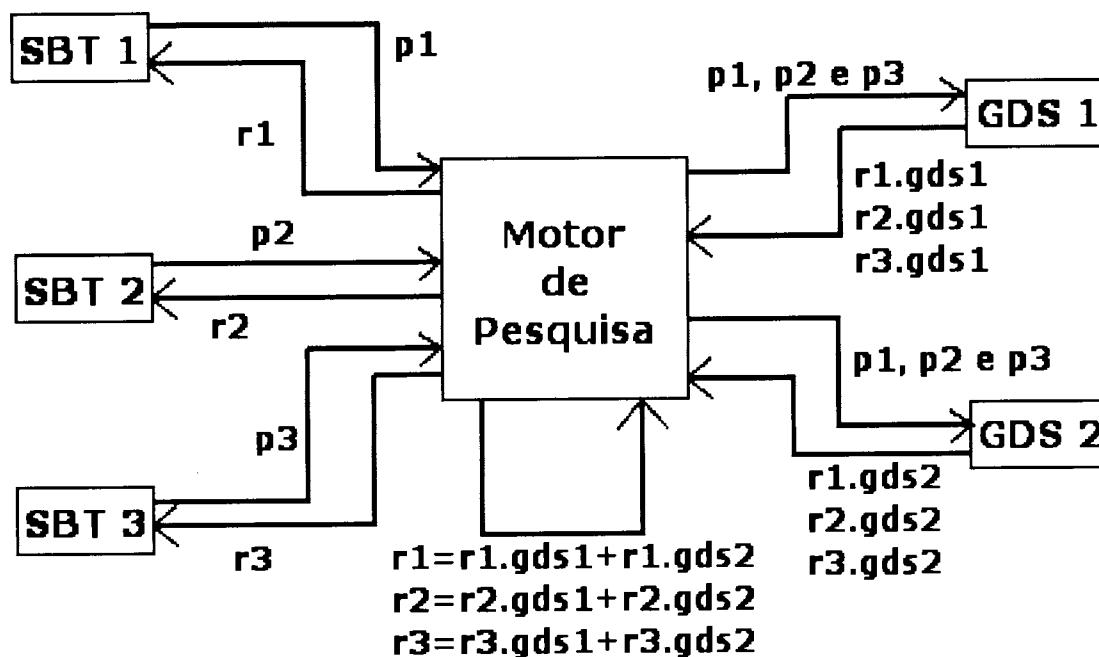 SBT 1
p1
r1
p1, p2 e p3
GDS 1
r1.gds1
r2.gds1
r3.gds1
Motor
de
Pesquisa
p2
SBT 2
r2
p1, p2 e p3
GDS 2
r1.gds2
r2.gds2
r3.gds2
p3
SBT 3
r3
r1=r1.gds1+r1.gds2
r2=r2.gds1+r2.gds2
r3=r3.gds1+r3.gds2